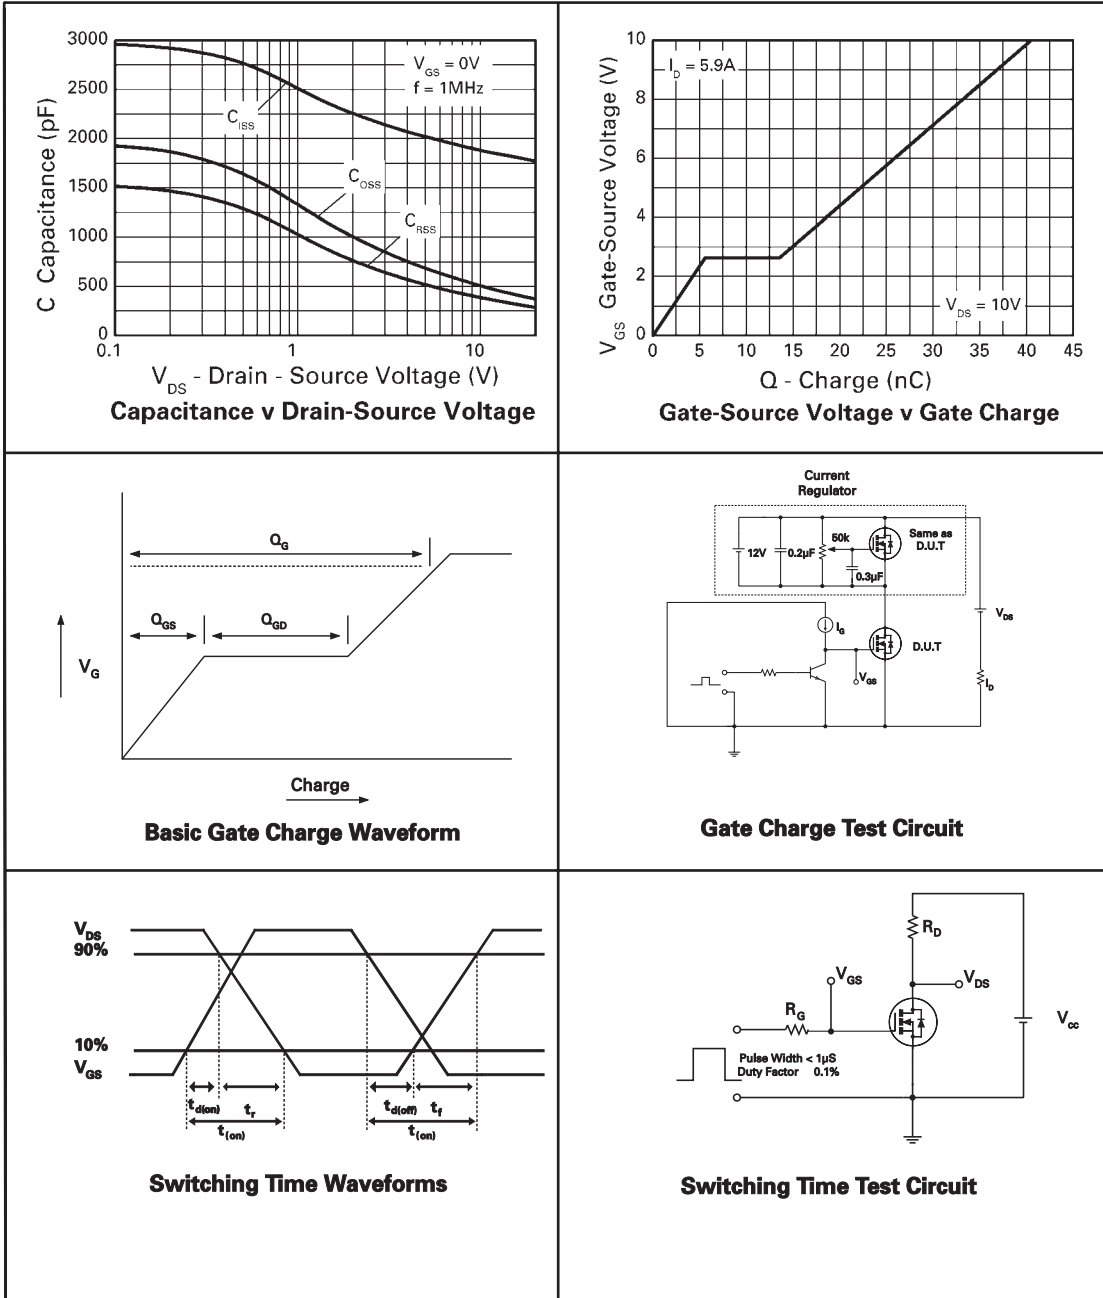 3000
2500
2000
1500
1000
500
0
0.1
1
10
C Capacitance (pF)
VGS = 0V
f = 1MHz
CISS
COSS
CRSS
VDS - Drain - Source Voltage (V)
Capacitance v Drain-Source Voltage
10
8
6
4
2
0
0 5 10 15 20 25 30 35 40 45
VGS Gate-Source Voltage (V)
ID = 5.9A
VDS = 10V
Q - Charge (nC)
Gate-Source Voltage v Gate Charge
QG
QGS
QGD
VG
Charge
Basic Gate Charge Waveform
Current
Regulator
12V
0.2µF
50k
0.3µF
Same as
D.U.T
IG
VDS
D.U.T
VGS
ID
Gate Charge Test Circuit
VDS
90%
10%
VGS
td(on)
tr
t(on)
td(off)
tf
t(on)
Switching Time Waveforms
RD
VGS
VDS
RG
Vcc
Pulse Width < 1µS
Duty Factor 0.1%
Switching Time Test Circuit